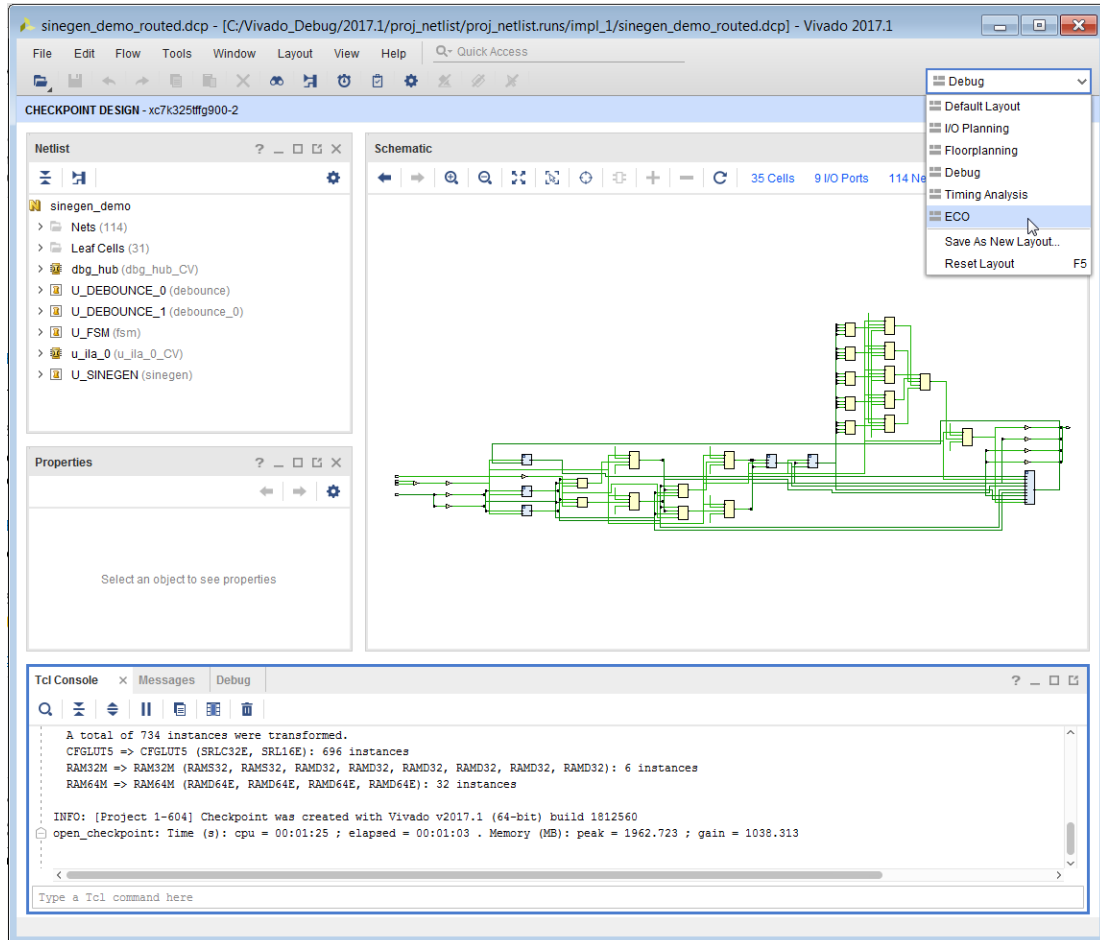 sinegen_demo_routed.dcp - [C:/Vivado_Debug/2017.1/proj_netlist/proj_netlist.runs/impl_1/sinegen_demo_routed.dcp] - Vivado 2017.1
File Edit Flow Tools Window Layout View Help Quick Access
Debug
CHECKPOINT DESIGN - xc7k325tffg900-2
Default Layout
I/O Planning
Floorplanning
Debug
Timing Analysis
ECO
Save As New Layout...
Reset Layout F5
Netlist
sinegen_demo
Nets (114)
Leaf Cells (31)
dbg_hub (dbg_hub_CV)
U_DEBOUNCE_0 (debounce)
U_DEBOUNCE_1 (debounce_0)
U_FSM (fsm)
u_ila_0 (u_ila_0_CV)
U_SINEGEN (sinegen)
Schematic
35 Cells 9 I/O Ports 114 Ne
Properties
Select an object to see properties
Tcl Console Messages Debug
A total of 734 instances were transformed.
CFGLUT5 => CFGLUT5 (SRLC32E, SRL16E): 696 instances
RAM32M => RAM32M (RAMS32, RAMS32, RAMD32, RAMD32, RAMD32, RAMD32, RAMD32, RAMD32): 6 instances
RAM64M => RAM64M (RAMD64E, RAMD64E, RAMD64E, RAMD64E): 32 instances
INFO: [Project 1-604] Checkpoint was created with Vivado v2017.1 (64-bit) build 1812560
open_checkpoint: Time (s): cpu = 00:01:25 ; elapsed = 00:01:03 . Memory (MB): peak = 1962.723 ; gain = 1038.313
Type a Tcl command here